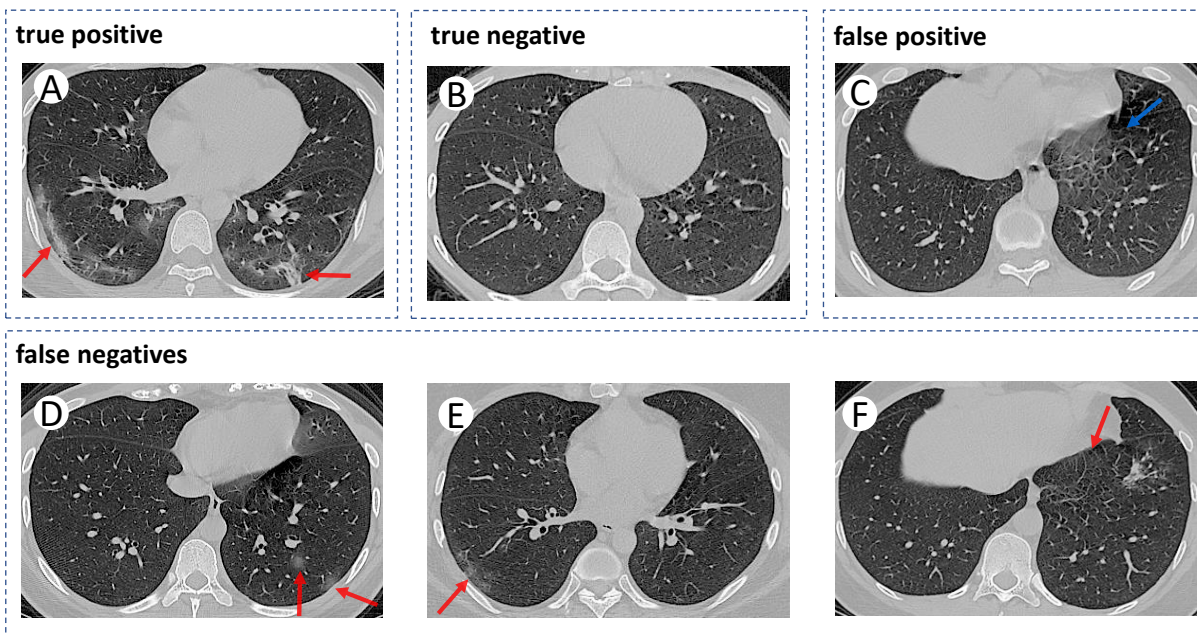 true positive
true negative
false positive
A
B
C
false negatives
D
E
F